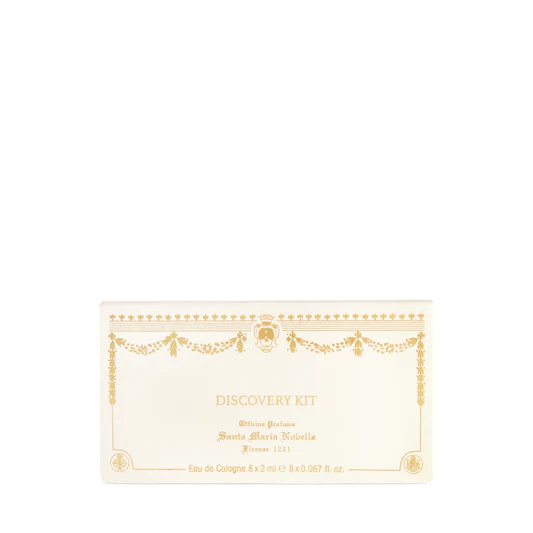 DISCOVERY KIT
Officina Profumo
Santa Maria Novella
Firenze 1221
Eau de Cologne 8 x 2 ml ℮ 8 x 0.067 fl. oz.